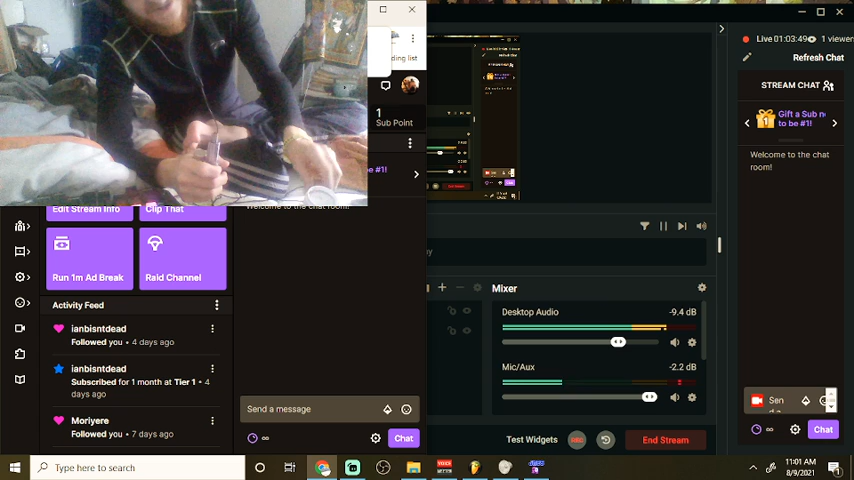 ding list
1
Sub Point
e #1!
Edit Stream Info
Clip That
Welcome to the chat room!
Run 1m Ad Break
Raid Channel
Activity Feed
ianbisntdead
Followed you • 4 days ago
ianbisntdead
Subscribed for 1 month at Tier 1 • 4
days ago
Moriyere
Followed you • 7 days ago
Send a message
Chat
Mixer
Desktop Audio
-9.4 dB
Mic/Aux
-2.2 dB
Test Widgets
REC
End Stream
Live 01:03:49
1 viewers
Refresh Chat
STREAM CHAT
Gift a Sub n
to be #1!
Welcome to the chat
room!
Sen
d a
Chat
Type here to search
11:01 AM
8/9/2021